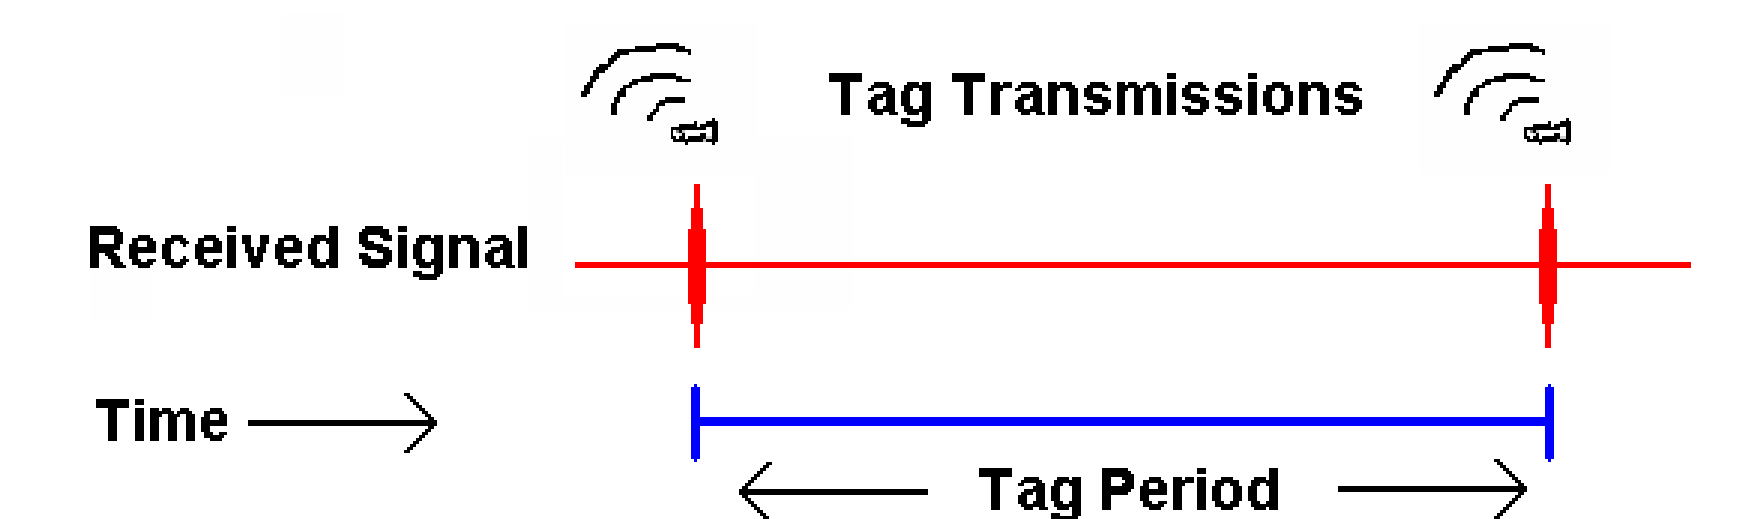 Tag Transmissions
Received Signal
Time
Tag Period